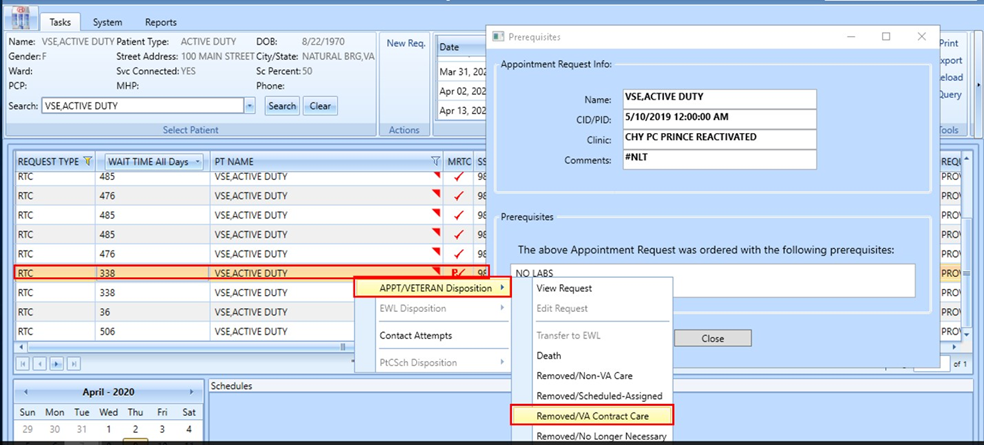 Tasks System Reports
Name: VSE,ACTIVE DUTY Patient Type: ACTIVE DUTY DOB: 8/22/1970
Gender: F Street Address: 100 MAIN STREET City/State: NATURAL BRG,VA
Ward: Svc Connected: YES Sc Percent: 50
PCP: MHP: Phone:
Search: VSE,ACTIVE DUTY Search Clear
Select Patient
New Req.
Actions
Date
Mar 31, 202
Apr 02, 202
Apr 13, 202
Print
xport
eload
Query
Tools
Prerequisites
Appointment Request Info:
Name: VSE,ACTIVE DUTY
CID/PID: 5/10/2019 12:00:00 AM
Clinic: CHY PC PRINCE REACTIVATED
Comments: #NLT
Prerequisites
The above Appointment Request was ordered with the following prerequisites:
NO LABS
Close
REQUEST TYPE WAIT TIME All Days PT NAME MRTC SS REQU
RTC 485 VSE,ACTIVE DUTY 98 PROV
RTC 476 VSE,ACTIVE DUTY 98 PROV
RTC 485 VSE,ACTIVE DUTY 98 PROV
RTC 485 VSE,ACTIVE DUTY 98 PROV
RTC 476 VSE,ACTIVE DUTY 98 PROV
RTC 338 VSE,ACTIVE DUTY P 98 PROV
RTC 338 VSE,ACTIVE DUTY PROV
RTC 36 VSE,ACTIVE DUTY PROV
RTC 506 VSE,ACTIVE DUTY PROV
of 1
APPT/VETERAN Disposition
EWL Disposition
Contact Attempts
PtCSch Disposition
View Request
Edit Request
Transfer to EWL
Death
Removed/Non-VA Care
Removed/Scheduled-Assigned
Removed/VA Contract Care
Removed/No Longer Necessary
April - 2020
Sun Mon Tue Wed Thu Fri Sat
29 30 31 1 2 3 4
Schedules